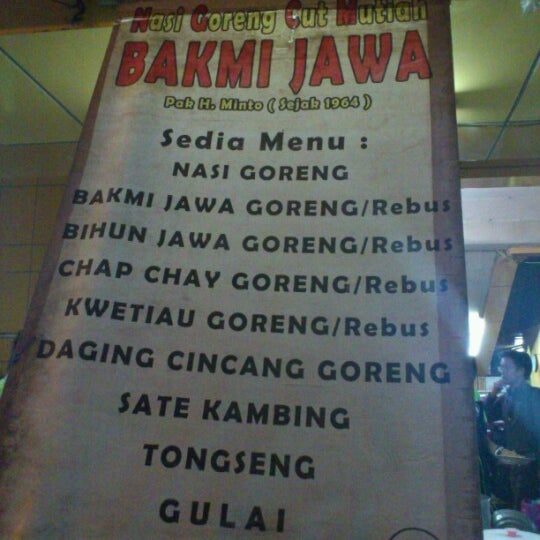 Nasi Goreng Cut Mutiah
BAKMI JAWA
Pak H. Minto ( Sejak 1964 )
Sedia Menu :
NASI GORENG
BAKMI JAWA GORENG/Rebus
BIHUN JAWA GORENG/Rebus
CHAP CHAY GORENG/Rebus
KWETIAU GORENG/Rebus
DAGING CINCANG GORENG
SATE KAMBING
TONGSENG
GULAI